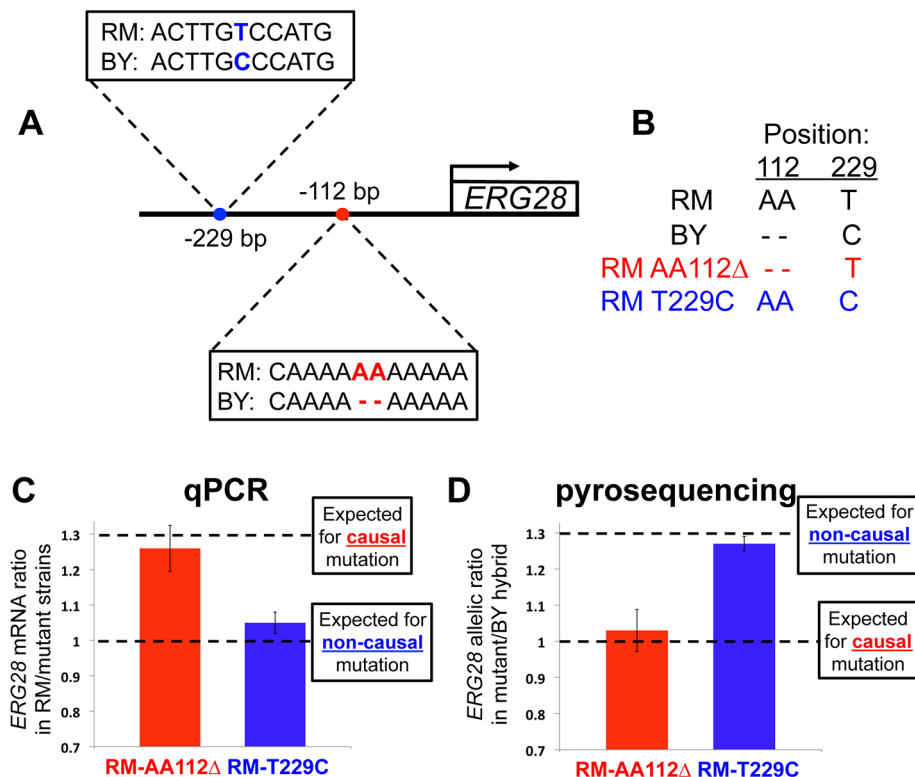 RM: ACTTGTCCATG
BY: ACTTGCCCATG
A
-112 bp
ERG28
-229 bp
RM: CAAAAAAAAAAA
BY: CAAAA--AAAAA
B
Position:
112 229
RM AA T
BY - - C
RM AA112Δ - - T
RM T229C AA C
C
qPCR
ERG28 mRNA ratio
in RM/mutant strains
1.3
1.2
1.1
1
0.9
0.8
0.7
Expected
for causal
mutation
Expected for
non-causal
mutation
RM-AA112Δ RM-T229C
D
pyrosequencing
ERG28 allelic ratio
in mutant/BY hybrid
1.3
1.2
1.1
1
0.9
0.8
0.7
Expected for
non-causal
mutation
Expected
for causal
mutation
RM-AA112Δ RM-T229C